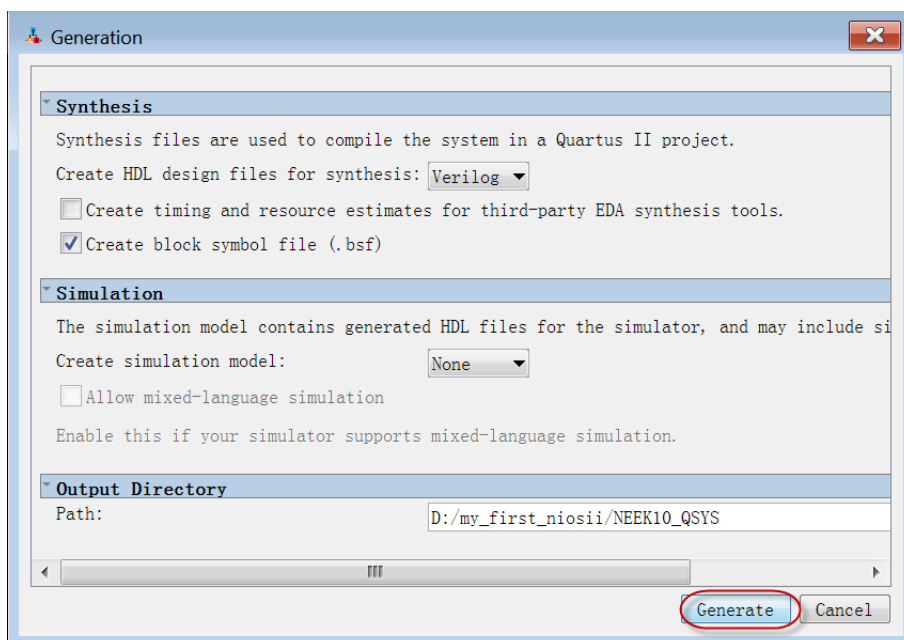 Generation
Synthesis
Synthesis files are used to compile the system in a Quartus II project.
Create HDL design files for synthesis: Verilog
Create timing and resource estimates for third-party EDA synthesis tools.
Create block symbol file (.bsf)
Simulation
The simulation model contains generated HDL files for the simulator, and may include si
Create simulation model: None
Allow mixed-language simulation
Enable this if your simulator supports mixed-language simulation.
Output Directory
Path: D:/my_first_niosii/NEEK10_QSYS
Generate Cancel